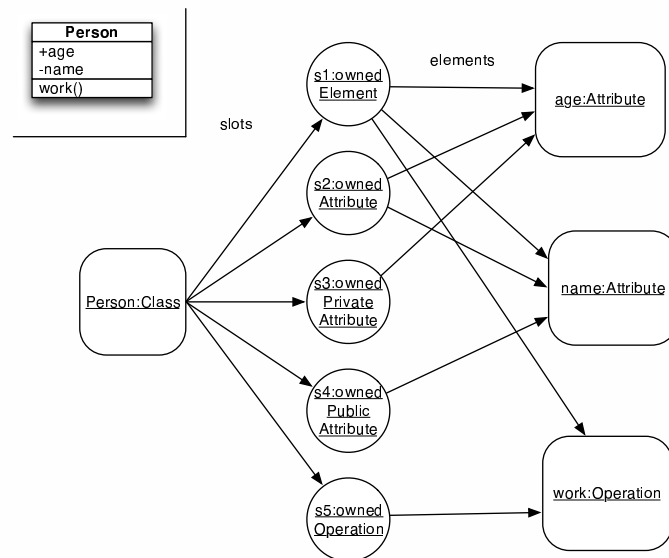 Person
+age
-name
work()
slots
elements
s1:owned
Element
s2:owned
Attribute
s3:owned
Private
Attribute
s4:owned
Public
Attribute
s5:owned
Operation
Person:Class
age:Attribute
name:Attribute
work:Operation